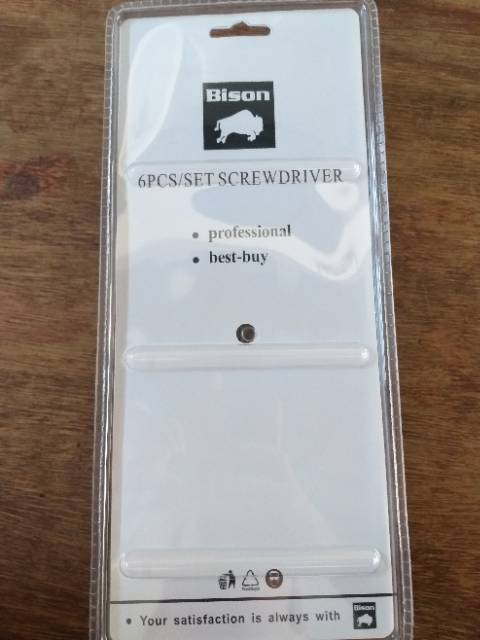 Bison
6PCS/SET SCREWDRIVER
• professional
• best-buy
• Your satisfaction is always with Bison